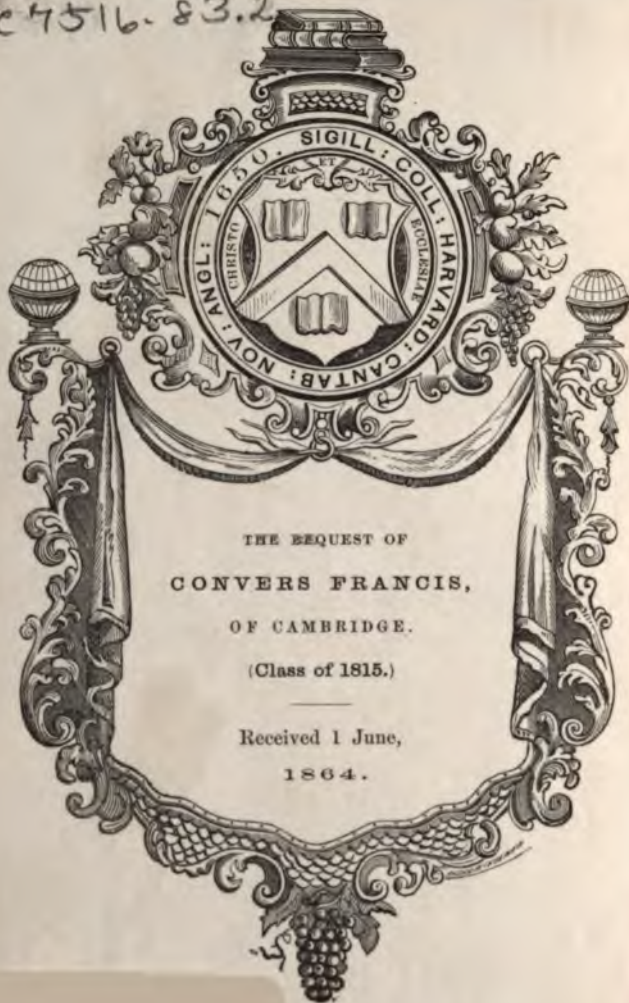 C 7516.83.2
SIGILL: COLL: HARVARD: CANTAB: NOV: ANGL: 1650.
ET
CHRISTO
ECCLESIAE
THE BEQUEST OF
CONVERS FRANCIS,
OF CAMBRIDGE.
(Class of 1815.)
Received 1 June,
1864.